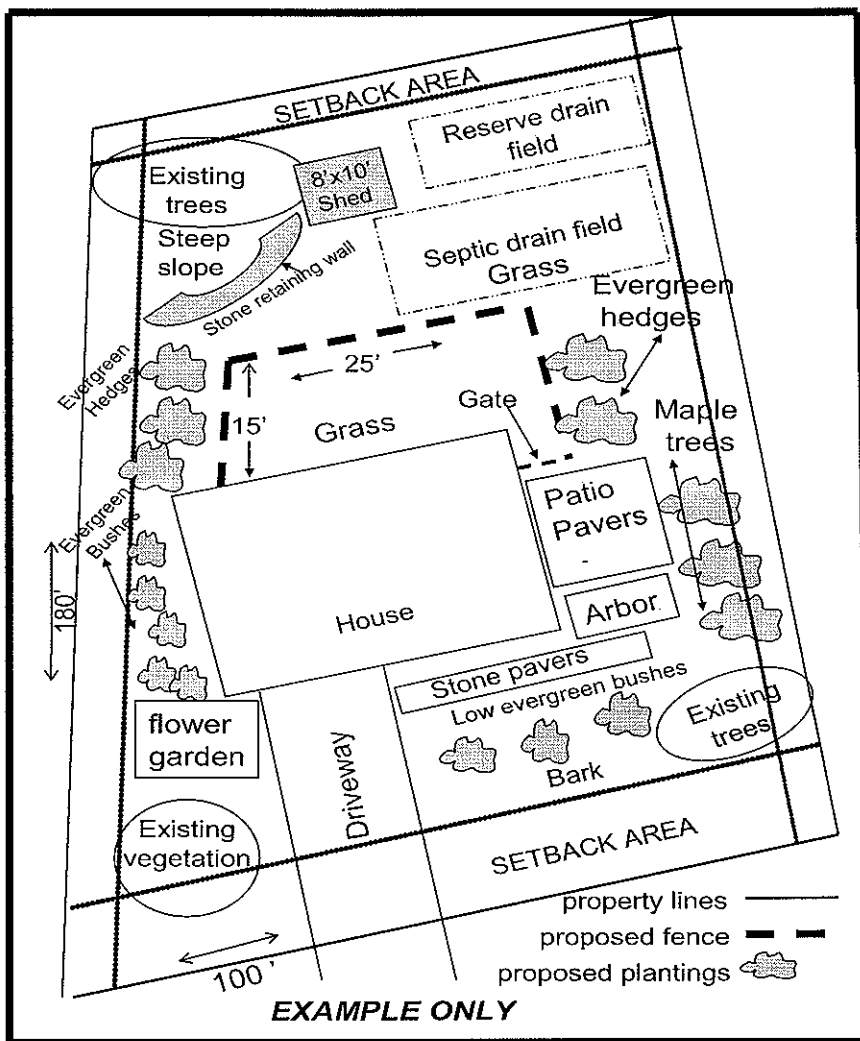 SETBACK AREA
Reserve drain
field
Existing
trees
8'x10'
Shed
Steep
slope
Stone retaining wall
Septic drain field
Grass
Evergreen
hedges
Evergreen
Hedges
25'
15'
Grass
Gate
Maple
trees
Patio
Pavers
Evergreen
Bushes
180'
House
Arbor
Stone pavers
Low evergreen bushes
Existing
trees
flower
garden
Driveway
Bark
Existing
vegetation
SETBACK AREA
property lines
proposed fence
proposed plantings
100'
EXAMPLE ONLY